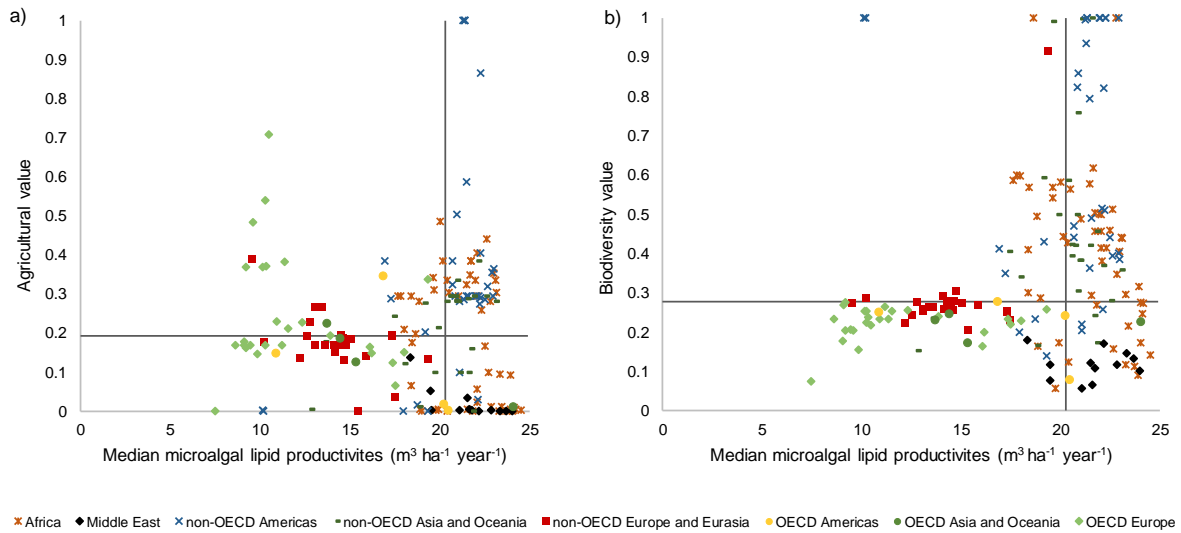 a)
1
0.9
0.8
0.7
0.6
0.5
0.4
0.3
0.2
0.1
0
Agricultural value
0 5 10 15 20 25
Median microalgal lipid productivites (m³ ha⁻¹ year⁻¹)
b)
1
0.9
0.8
0.7
0.6
0.5
0.4
0.3
0.2
0.1
0
Biodiversity value
0 5 10 15 20 25
Median microalgal lipid productivites (m³ ha⁻¹ year⁻¹)
Africa Middle East non-OECD Americas non-OECD Asia and Oceania non-OECD Europe and Eurasia OECD Americas OECD Asia and Oceania OECD Europe